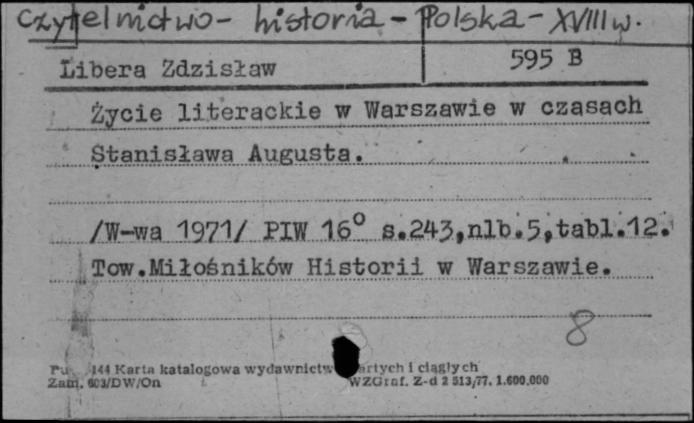 czytelnictwo - historia - Polska - XVIII w.
Libera Zdzisław 595 B
Życie literackie w Warszawie w czasach
Stanisława Augusta.
/W-wa 1971/ PIW 16° s.243,nlb.5,tabl.12.
Tow.Miłośników Historii w Warszawie.
8
144 Karta katalogowa wydawnictw zwartych i ciągłych
Zam. 603/DW/On WZGraf. Z-d 2 513/77. 1.600.000